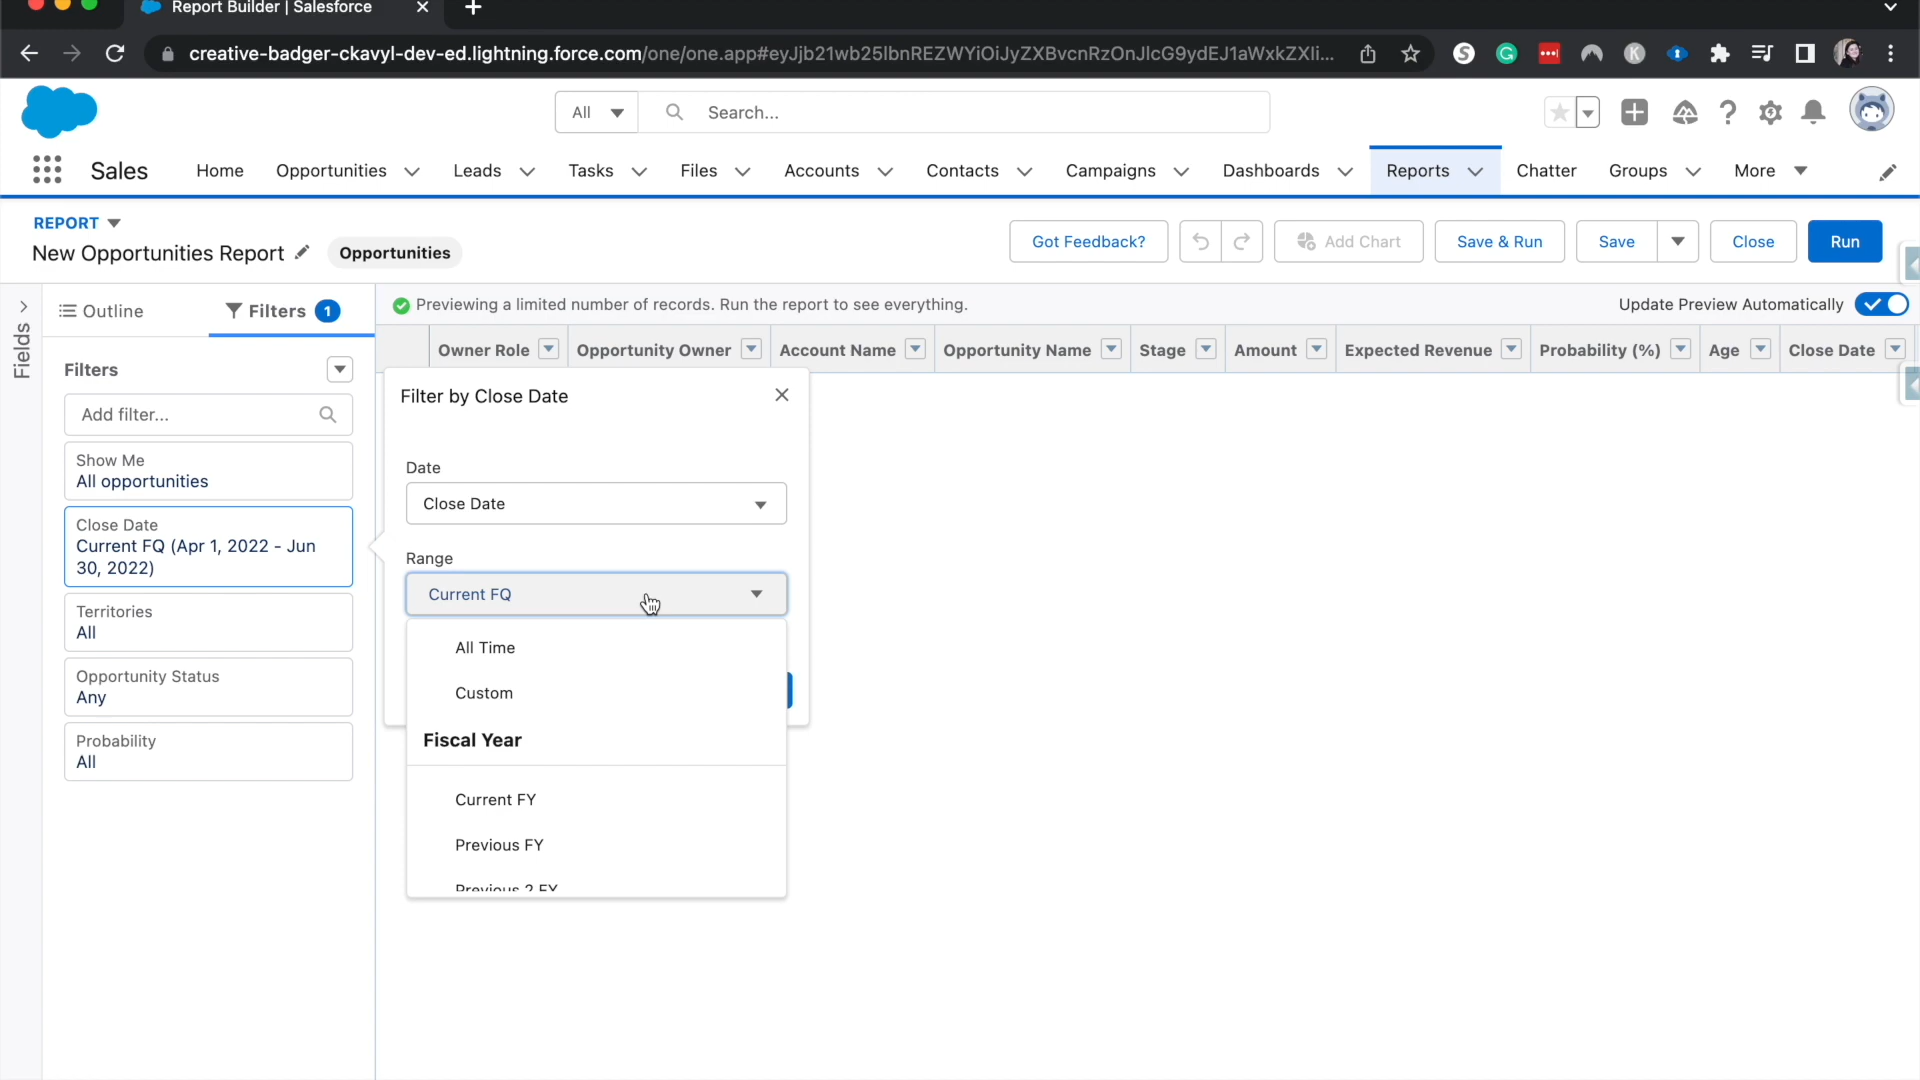 Report Builder | Salesforce
creative-badger-ckavyl-dev-ed.lightning.force.com/one/one.app#eyJjb21wb25lbnREZWYiOiJyZXBvcnRzOnJlcG9ydEJ1aWxkZXIi...
All
Search...
Sales
Home
Opportunities
Leads
Tasks
Files
Accounts
Contacts
Campaigns
Dashboards
Reports
Chatter
Groups
More
REPORT
New Opportunities Report
Opportunities
Got Feedback?
Add Chart
Save & Run
Save
Close
Run
Fields
Outline
Filters 1
Previewing a limited number of records. Run the report to see everything.
Update Preview Automatically
Owner Role
Opportunity Owner
Account Name
Opportunity Name
Stage
Amount
Expected Revenue
Probability (%)
Age
Close Date
Filters
Add filter...
Show Me
All opportunities
Close Date
Current FQ (Apr 1, 2022 - Jun
30, 2022)
Territories
All
Opportunity Status
Any
Probability
All
Filter by Close Date
Date
Close Date
Range
Current FQ
All Time
Custom
Fiscal Year
Current FY
Previous FY
Previous 2 FY